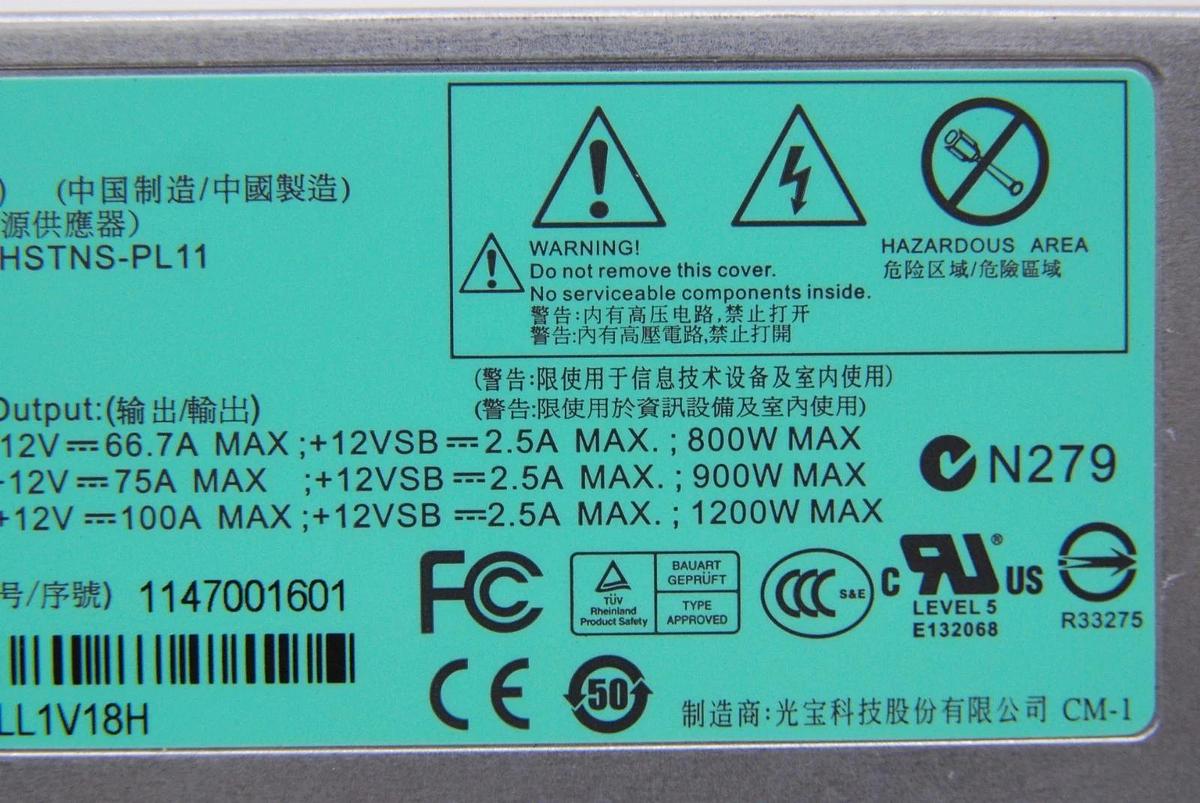 ) (中国制造/中國製造)
源供應器)
HSTNS-PL11
HAZARDOUS AREA
危险区域/危險區域
WARNING!
Do not remove this cover.
No serviceable components inside.
警告:内有高压电路,禁止打开
警告:內有高壓電路,禁止打開
(警告:限使用于信息技术设备及室内使用)
(警告:限使用於資訊設備及室內使用)
Output:(输出/輸出)
12V⎓66.7A MAX ;+12VSB⎓2.5A MAX. ; 800W MAX
+12V⎓75A MAX ;+12VSB⎓2.5A MAX. ; 900W MAX
+12V⎓100A MAX ;+12VSB⎓2.5A MAX. ; 1200W MAX
N279
号/序號) 1147001601
FC
TÜV
Rheinland
Product Safety
BAUART
GEPRÜFT
TYPE
APPROVED
CCC S&E
C RU® US
LEVEL 5
E132068
R33275
LL1V18H
CE
50
制造商:光宝科技股份有限公司 CM-1